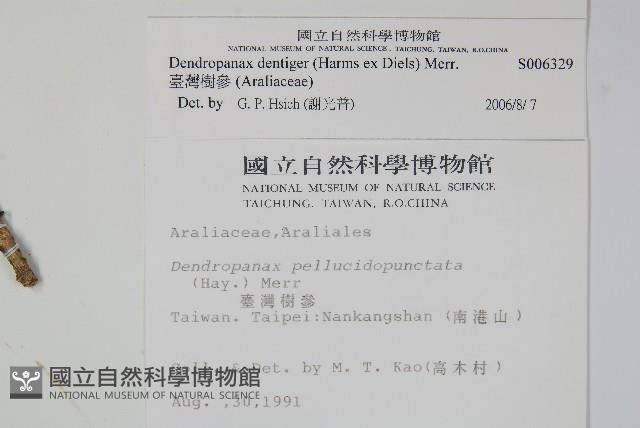 國立自然科學博物館
NATIONAL MUSEUM OF NATURAL SCIENCE, TAICHUNG, TAIWAN, R.O.CHINA
Dendropanax dentiger (Harms ex Diels) Merr. S006329
臺灣樹參 (Araliaceae)
Det. by G. P. Hsieh (謝光普) 2006/8/7
國立自然科學博物館
NATIONAL MUSEUM OF NATURAL SCIENCE
TAICHUNG, TAIWAN, R.O.CHINA
Araliaceae,Araliales
Dendropanax pellucidopunctata
(Hay.) Merr
臺灣樹參
Taiwan. Taipei:Nankangshan (南港山)
Coll. & Det. by M. T. Kao(高木村)
國立自然科學博物館
NATIONAL MUSEUM OF NATURAL SCIENCE
Aug. ,30,1991